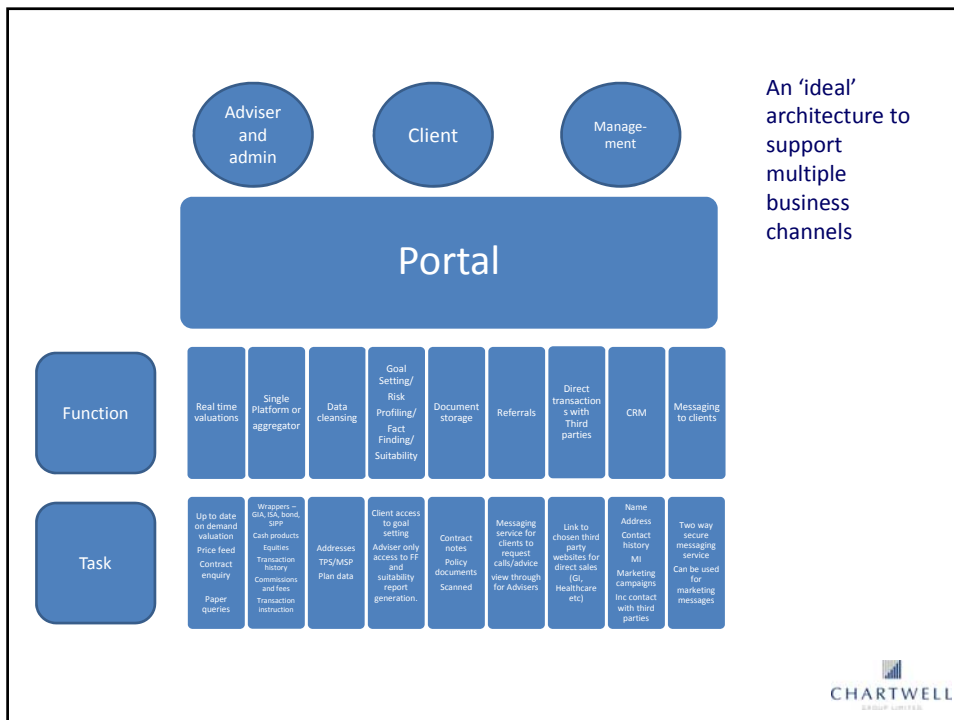 Adviser
and
admin
Client
Manage-
ment
An ‘ideal’
architecture to
support
multiple
business
channels
Portal
Function
Real time
valuations
Single
Platform or
aggregator
Data
cleansing
Goal
Setting/
Risk
Profiling/
Fact
Finding/
Suitability
Document
storage
Referrals
Direct
transaction
s with
Third
parties
CRM
Messaging
to clients
Task
Up to date
on demand
valuation
Price feed
Contract
enquiry
Paper
queries
Wrappers –
GIA, ISA, bond,
SIPP
Cash products
Equities
Transaction
history
Commissions
and fees
Transaction
instruction
Addresses
TPS/MSP
Plan data
Client access
to goal
setting
Adviser only
access to FF
and
suitability
report
generation.
Contract
notes
Policy
documents
Scanned
Messaging
service for
clients to
request
calls/advice
view through
for Advisers
Link to
chosen third
party
websites for
direct sales
(GI,
Healthcare
etc)
Name
Address
Contact
history
MI
Marketing
campaigns
Inc contact
with third
parties
Two way
secure
messaging
service
Can be used
for
marketing
messages
CHARTWELL
GROUP LIMITED